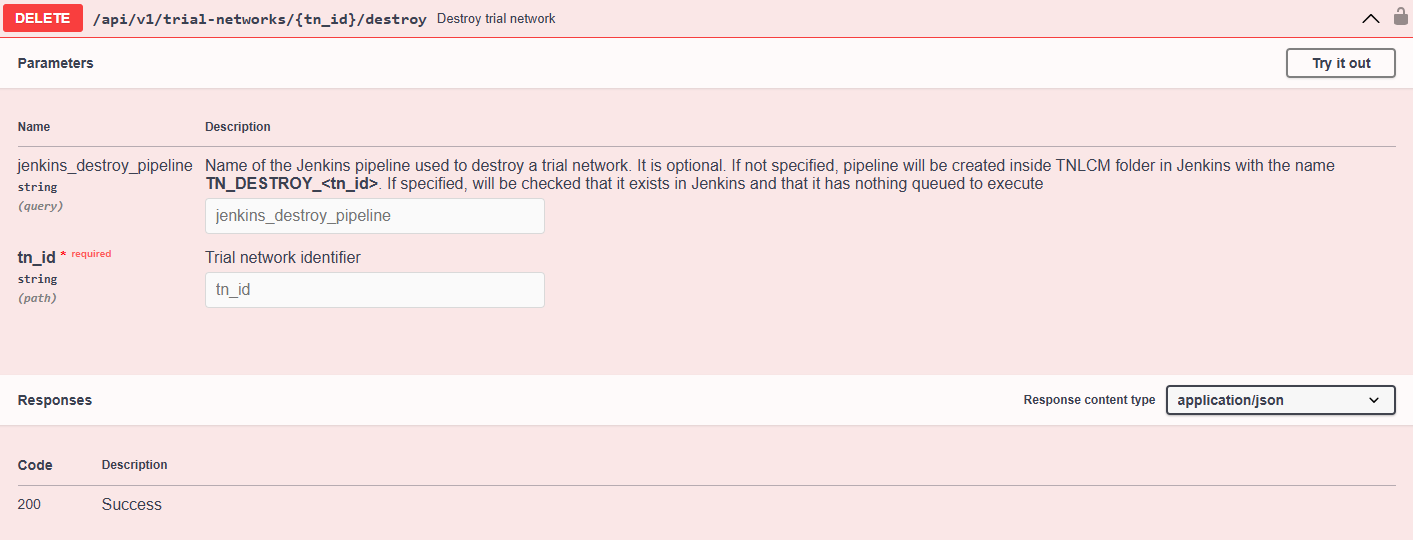 DELETE /api/v1/trial-networks/{tn_id}/destroy Destroy trial network
Parameters Try it out
Name Description
jenkins_destroy_pipeline Name of the Jenkins pipeline used to destroy a trial network. It is optional. If not specified, pipeline will be created inside TNLCM folder in Jenkins with the name
string TN_DESTROY_<tn_id>. If specified, will be checked that it exists in Jenkins and that it has nothing queued to execute
(query) jenkins_destroy_pipeline
tn_id * required Trial network identifier
string
(path) tn_id
Responses Response content type application/json
Code Description
200 Success